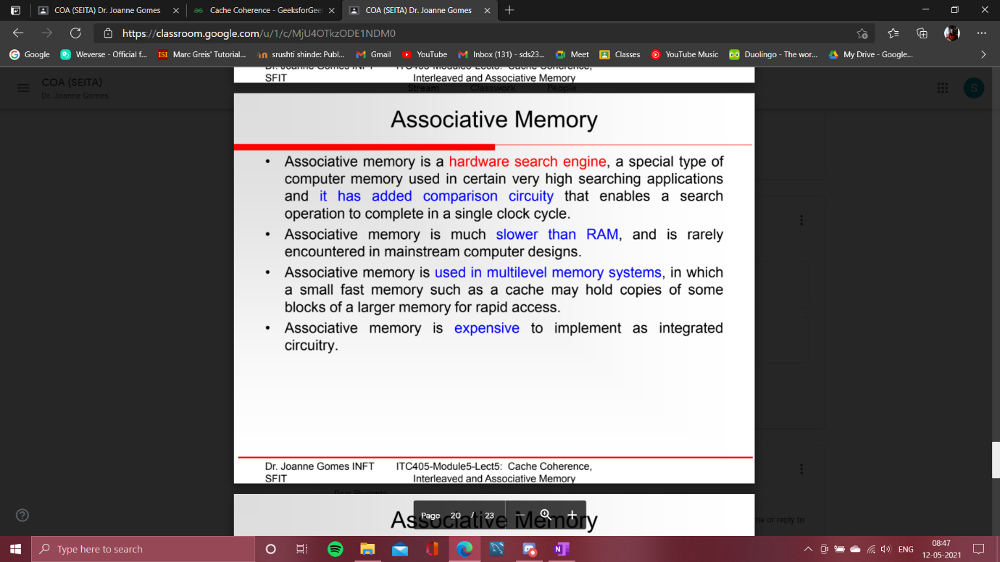 COA (SEITA) Dr. Joanne Gomes
Cache Coherence - GeeksforGee
COA (SEITA) Dr. Joanne Gomes
https://classroom.google.com/u/1/c/MjU4OTkzODE1NDM0
Google
Weverse - Official f...
ISI Marc Greis' Tutorial...
srushti shinde: Publ...
Gmail
YouTube
Inbox (131) - sds23...
Meet
Classes
YouTube Music
Duolingo - The wor...
My Drive - Google...
COA (SEITA)
Dr. Joanne Gomes
Dr. Joanne Gomes INFT ITC405-Module5-Lect5: Cache Coherence,
SFIT Interleaved and Associative Memory
Stream Classwork People
S
Associative Memory
• Associative memory is a hardware search engine, a special type of
computer memory used in certain very high searching applications
and it has added comparison circuity that enables a search
operation to complete in a single clock cycle.
• Associative memory is much slower than RAM, and is rarely
encountered in mainstream computer designs.
• Associative memory is used in multilevel memory systems, in which
a small fast memory such as a cache may hold copies of some
blocks of a larger memory for rapid access.
• Associative memory is expensive to implement as integrated
circuitry.
Dr. Joanne Gomes INFT ITC405-Module5-Lect5: Cache Coherence,
SFIT Interleaved and Associative Memory
Dear Students
Associative Memory
Page 20 / 23
me or reply to
Type here to search
ENG
08:47
12-05-2021